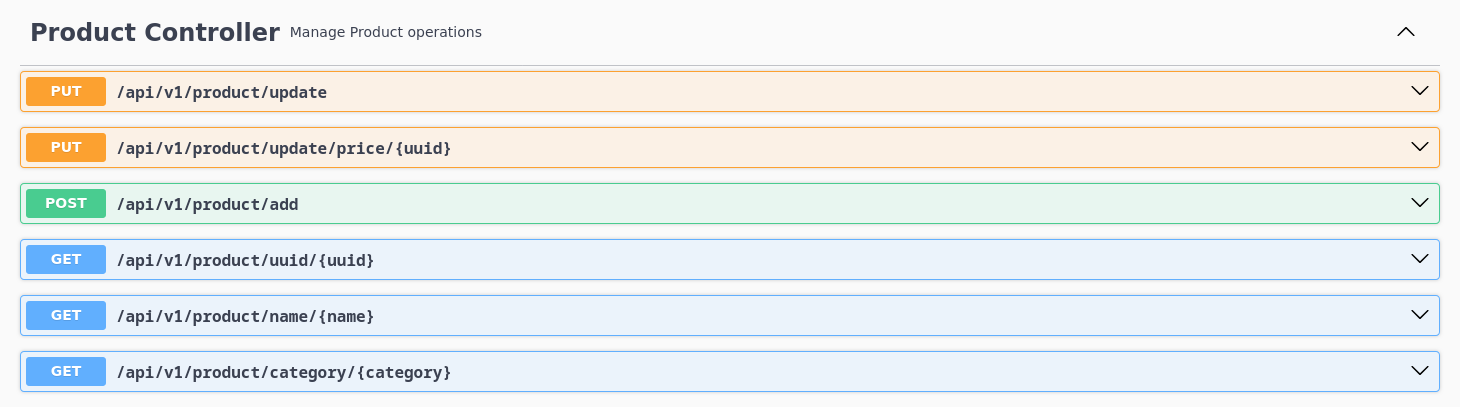 Product Controller Manage Product operations
PUT /api/v1/product/update
PUT /api/v1/product/update/price/{uuid}
POST /api/v1/product/add
GET /api/v1/product/uuid/{uuid}
GET /api/v1/product/name/{name}
GET /api/v1/product/category/{category}